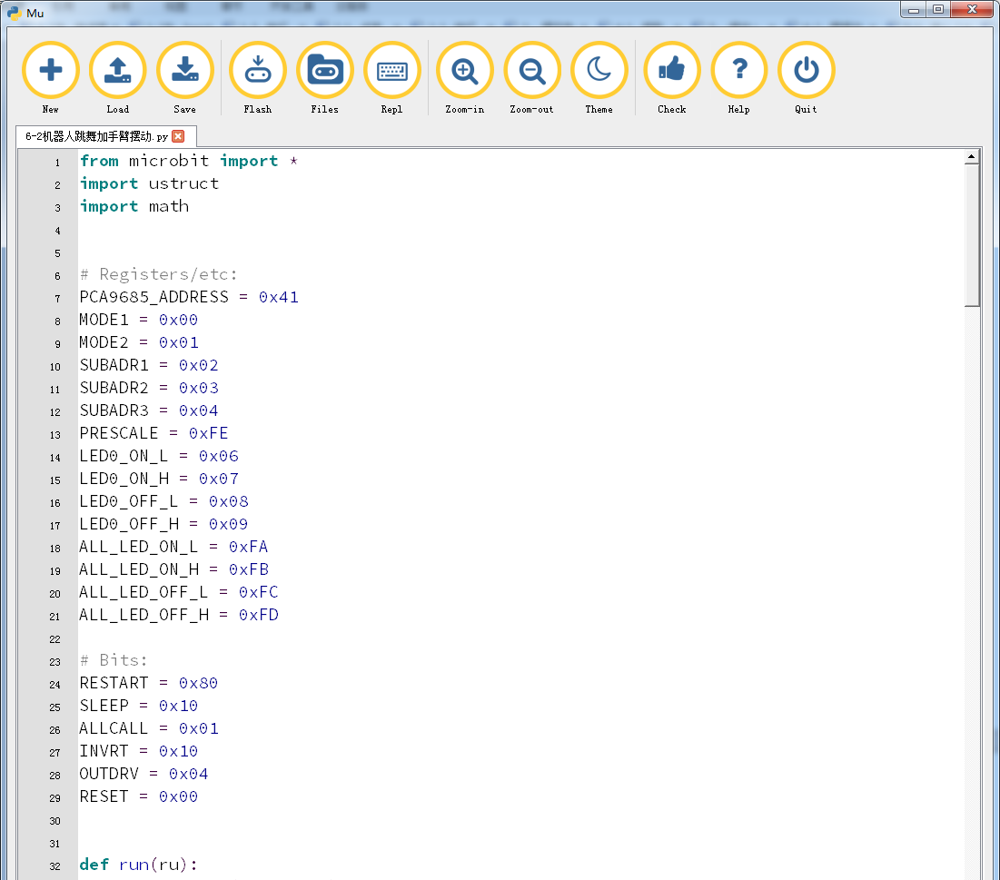 Mu
New Load Save Flash Files Repl Zoom-in Zoom-out Theme Check Help Quit
6-2机器人跳舞加手臂摆动.py
1 from microbit import *
2 import ustruct
3 import math
4
5
6 # Registers/etc:
7 PCA9685_ADDRESS = 0x41
8 MODE1 = 0x00
9 MODE2 = 0x01
10 SUBADR1 = 0x02
11 SUBADR2 = 0x03
12 SUBADR3 = 0x04
13 PRESCALE = 0xFE
14 LED0_ON_L = 0x06
15 LED0_ON_H = 0x07
16 LED0_OFF_L = 0x08
17 LED0_OFF_H = 0x09
18 ALL_LED_ON_L = 0xFA
19 ALL_LED_ON_H = 0xFB
20 ALL_LED_OFF_L = 0xFC
21 ALL_LED_OFF_H = 0xFD
22
23 # Bits:
24 RESTART = 0x80
25 SLEEP = 0x10
26 ALLCALL = 0x01
27 INVRT = 0x10
28 OUTDRV = 0x04
29 RESET = 0x00
30
31
32 def run(ru):